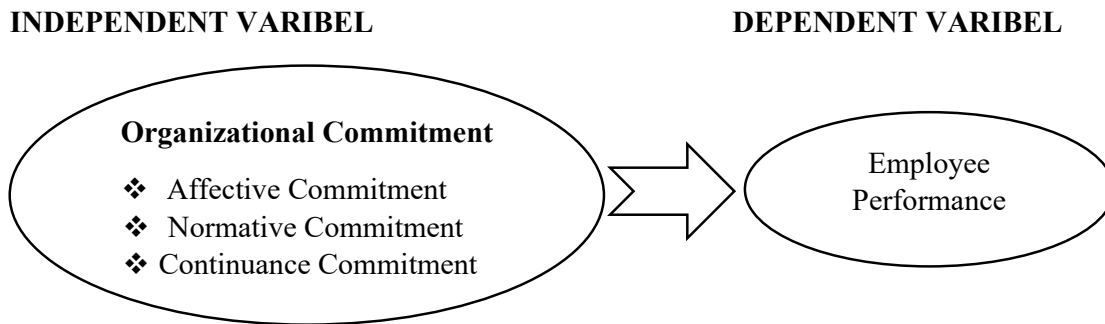 INDEPENDENT VARIBEL
DEPENDENT VARIBEL
Organizational Commitment
❖ Affective Commitment
❖ Normative Commitment
❖ Continuance Commitment
Employee
Performance